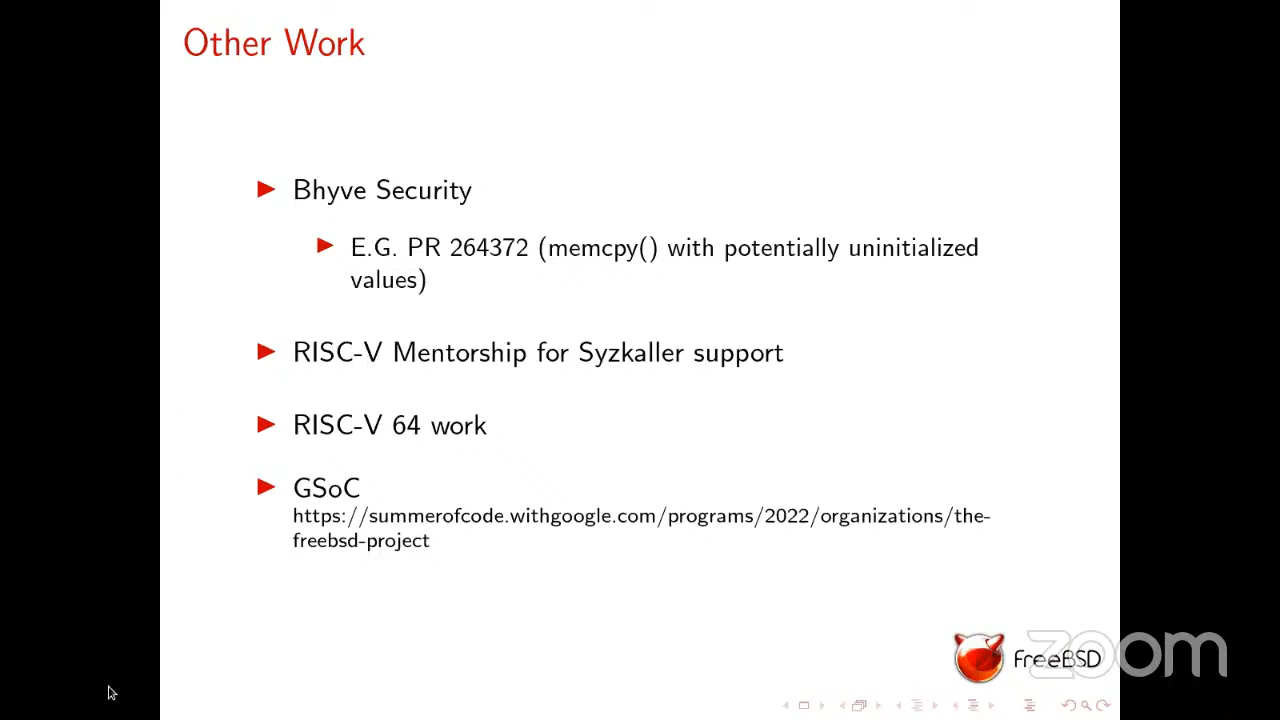 Other Work
Bhyve Security
E.G. PR 264372 (memcpy() with potentially uninitialized
values)
RISC-V Mentorship for Syzkaller support
RISC-V 64 work
GSoC
https://summerofcode.withgoogle.com/programs/2022/organizations/the-
freebsd-project
FreeBSD
zoom